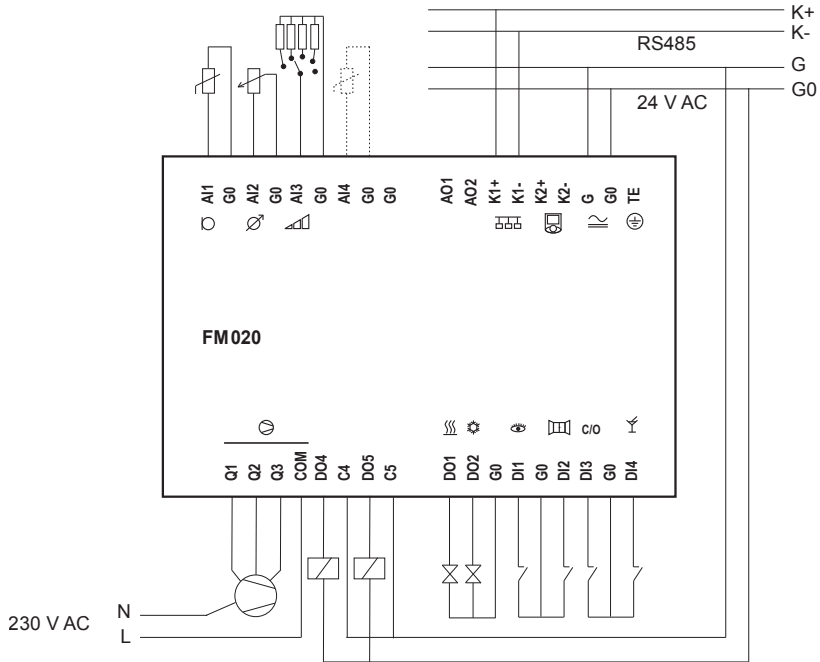 K+
K-
RS485
G
G0
24 V AC
AI1 G0 AI2 G0 AI3 G0 AI4 G0 G0
AO1 AO2 K1+ K1- K2+ K2- G G0 TE
FM020
C/O
Q1 Q2 Q3 COM DO4 C4 DO5 C5
DO1 DO2 G0 DI1 G0 DI2 DI3 G0 DI4
230 V AC
N
L